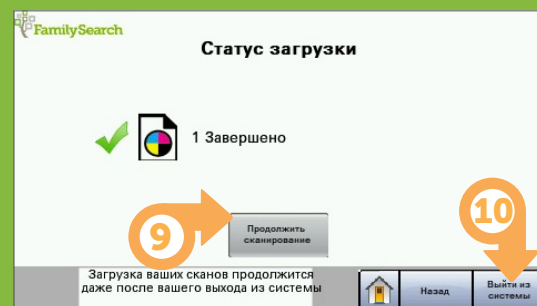 FamilySearch
Статус загрузки
1 Завершено
9
Продолжить
сканирование
10
Загрузка ваших сканов продолжится
даже после вашего выхода из системы
Назад
Выйти из
системы